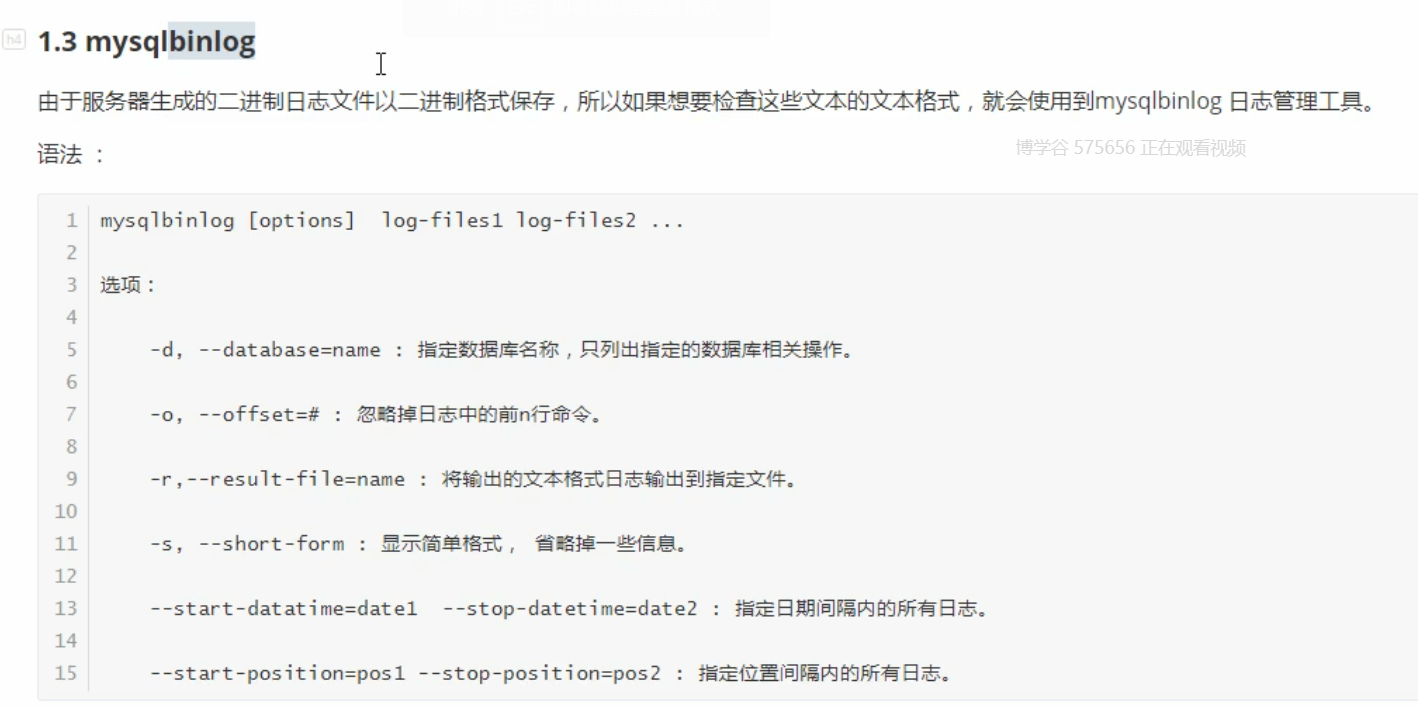 h4
1.3 mysqlbinlog
由于服务器生成的二进制日志文件以二进制格式保存，所以如果想要检查这些文本的文本格式，就会使用到mysqlbinlog 日志管理工具。
博学谷 575656 正在观看视频
语法 ：
1 mysqlbinlog [options]  log-files1 log-files2 ...
2
3 选项：
4
5     -d, --database=name : 指定数据库名称，只列出指定的数据库相关操作。
6
7     -o, --offset=# : 忽略掉日志中的前n行命令。
8
9     -r,--result-file=name : 将输出的文本格式日志输出到指定文件。
10
11     -s, --short-form : 显示简单格式， 省略掉一些信息。
12
13     --start-datatime=date1  --stop-datetime=date2 : 指定日期间隔内的所有日志。
14
15     --start-position=pos1 --stop-position=pos2 : 指定位置间隔内的所有日志。